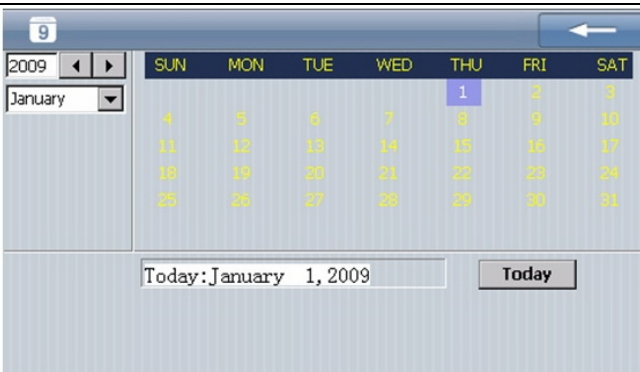 9
2009
SUN MON TUE WED THU FRI SAT
January
1 2 3
4 5 6 7 8 9 10
11 12 13 14 15 16 17
18 19 20 21 22 23 24
25 26 27 28 29 30 31
Today:January 1,2009
Today